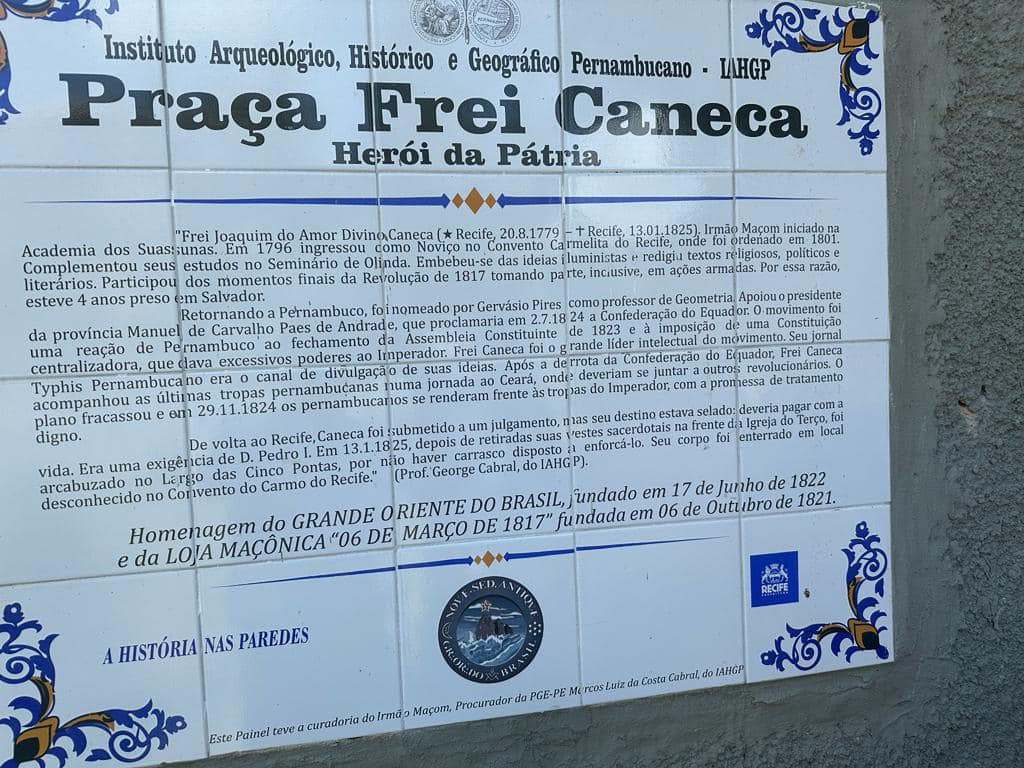 Instituto Arqueológico, Histórico e Geográfico Pernambucano - IAHGP
Praça Frei Caneca
Herói da Pátria
"Frei Joaquim do Amor Divino Caneca (★ Recife, 20.8.1779 – † Recife, 13.01.1825). Irmão Maçom iniciado na
Academia dos Suassunas. Em 1796 ingressou como Noviço no Convento Carmelita do Recife, onde foi ordenado em 1801.
Complementou seus estudos no Seminário de Olinda. Embebeu-se das ideias iluministas e redigiu textos religiosos, políticos e
literários. Participou dos momentos finais da Revolução de 1817 tomando parte, inclusive, em ações armadas. Por essa razão,
esteve 4 anos preso em Salvador.
Retornando a Pernambuco, foi nomeado por Gervásio Pires como professor de Geometria. Apoiou o presidente
da província Manuel de Carvalho Paes de Andrade, que proclamaria em 2.7.1824 a Confederação do Equador. O movimento foi
uma reação de Pernambuco ao fechamento da Assembleia Constituinte de 1823 e à imposição de uma Constituição
centralizadora, que dava excessivos poderes ao Imperador. Frei Caneca foi o grande líder intelectual do movimento. Seu jornal
Typhis Pernambucano era o canal de divulgação de suas ideias. Após a derrota da Confederação do Equador, Frei Caneca
acompanhou as últimas tropas pernambucanas numa jornada ao Ceará, onde deveriam se juntar a outros revolucionários. O
plano fracassou e em 29.11.1824 os pernambucanos se renderam frente às tropas do Imperador, com a promessa de tratamento
digno.
De volta ao Recife, Caneca foi submetido a um julgamento, mas seu destino estava selado: deveria pagar com a
vida. Era uma exigência de D. Pedro I. Em 13.1.1825, depois de retiradas suas vestes sacerdotais na frente da Igreja do Terço, foi
arcabuzado no Largo das Cinco Pontas, por não haver carrasco disposto a enforcá-lo. Seu corpo foi enterrado em local
desconhecido no Convento do Carmo do Recife." (Prof. George Cabral, do IAHGP).
Homenagem do GRANDE ORIENTE DO BRASIL, fundado em 17 de Junho de 1822
e da LOJA MAÇÔNICA "06 DE MARÇO DE 1817" fundada em 06 de Outubro de 1821.
RECIFE
NOVAE SED ANTIQUAE
GR∴OR∴DO BRASIL
A HISTÓRIA NAS PAREDES
Este Painel teve a curadoria do Irmão Maçom, Procurador da PGE-PE Marcos Luiz da Costa Cabral, do IAHGP